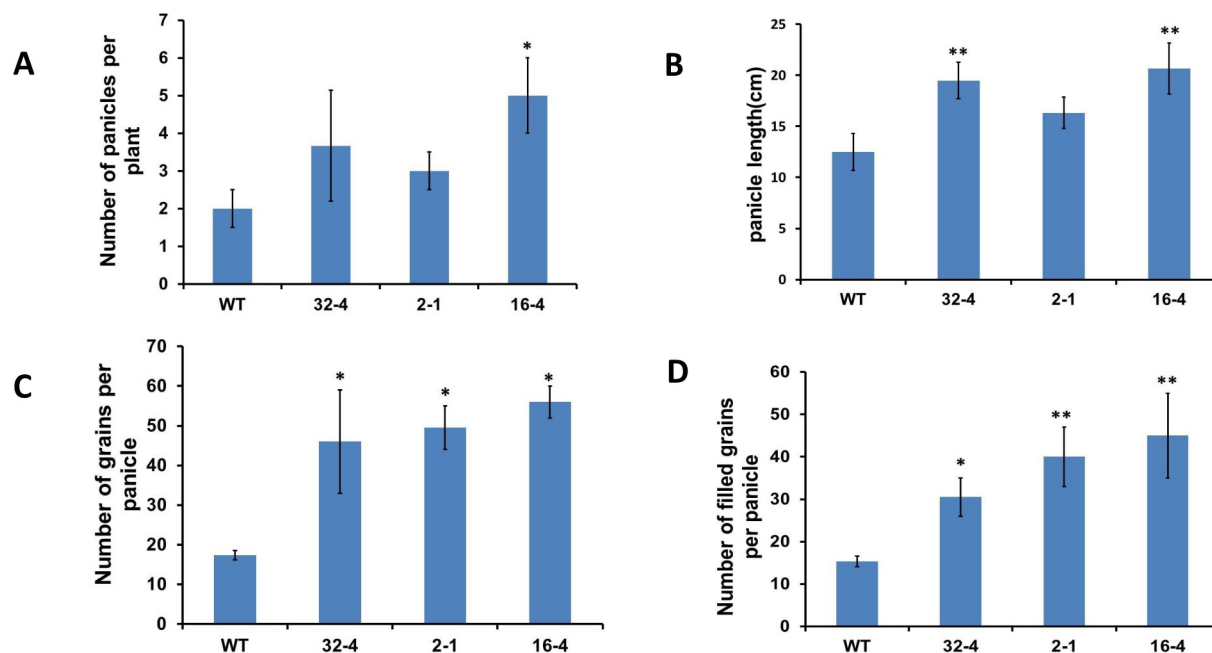 A
Number of panicles per
plant
7
6
5
4
3
2
1
0
*
WT 32-4 2-1 16-4
B
panicle length(cm)
25
20
15
10
5
0
** **
WT 32-4 2-1 16-4
C
Number of grains per
panicle
70
60
50
40
30
20
10
0
* * *
WT 32-4 2-1 16-4
D
Number of filled grains
per panicle
60
50
40
30
20
10
0
* ** **
WT 32-4 2-1 16-4